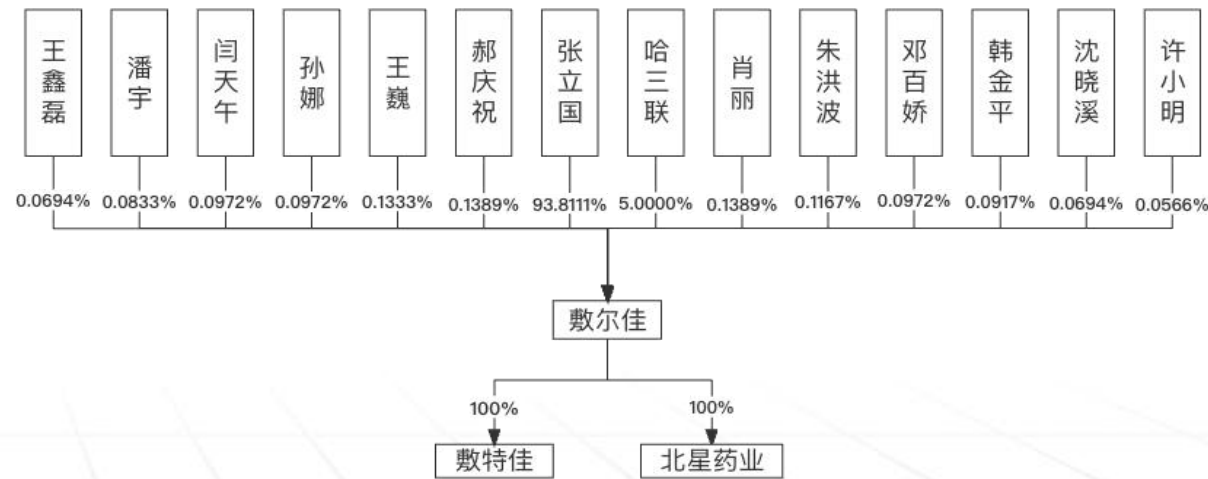 王鑫磊
潘宇
闫天午
孙娜
王巍
郝庆祝
张立国
哈三联
肖丽
朱洪波
邓百娇
韩金平
沈晓溪
许小明
0.0694%
0.0833%
0.0972%
0.0972%
0.1333%
0.1389%
93.8111%
5.0000%
0.1389%
0.1167%
0.0972%
0.0917%
0.0694%
0.0566%
敷尔佳
100%
100%
敷特佳
北星药业